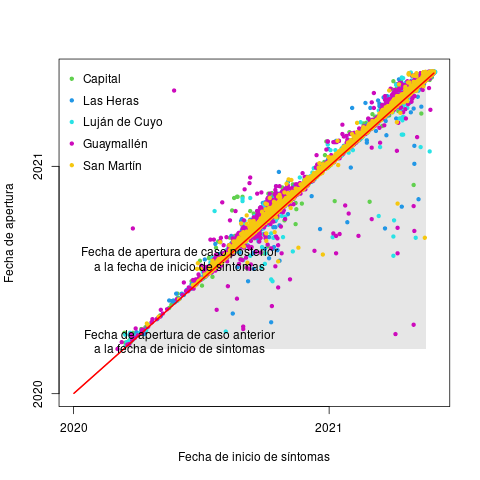 Capital
Las Heras
Luján de Cuyo
Guaymallén
San Martín
2021
Fecha de apertura
Fecha de apertura de caso posterior
a la fecha de inicio de sintomas
Fecha de apertura de caso anterior
a la fecha de inicio de sintomas
2020
2020
2021
Fecha de inicio de síntomas